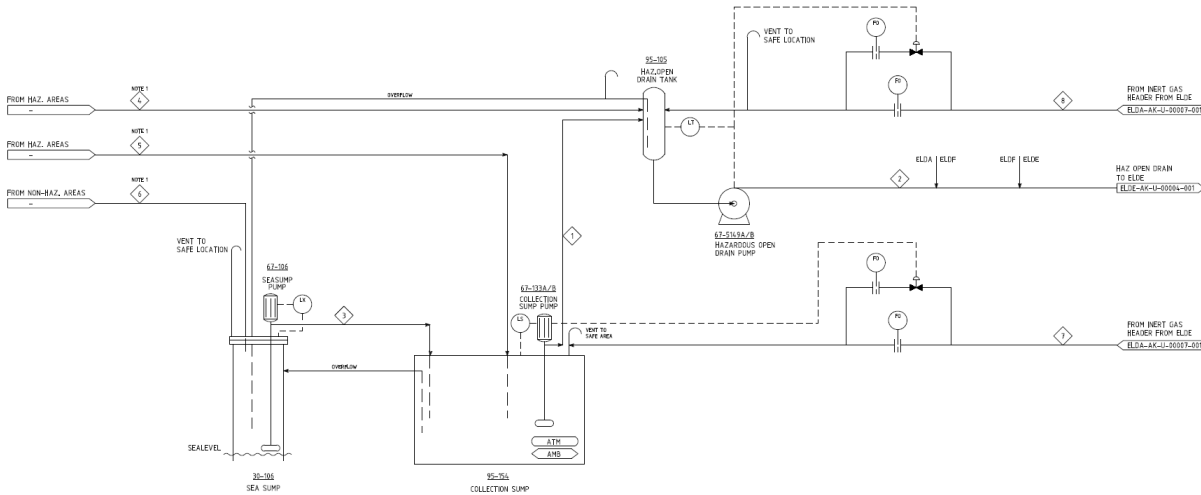 VENT TO
SAFE LOCATION
FO
95-105
HAZ.OPEN
DRAIN TANK
FROM HAZ. AREAS
-
NOTE 1
4
OVERFLOW
FO
8
FROM INERT GAS
HEADER FROM ELDE
ELDA-AK-U-00007-001
LT
FROM HAZ. AREAS
-
NOTE 1
5
ELDA
ELDF
ELDF
ELDE
2
HAZ OPEN DRAIN
TO ELDE
ELDE-AK-U-00004-001
FROM NON-HAZ. AREAS
-
NOTE 1
6
67-5149A/B
HAZARDOUS OPEN
DRAIN PUMP
1
VENT TO
SAFE LOCATION
67-106
SEASUMP
PUMP
LX
3
67-133A/B
COLLECTION
SUMP PUMP
LS
VENT TO
SAFE AREA
FO
FO
7
FROM INERT GAS
HEADER FROM ELDE
ELDA-AK-U-00007-001
OVERFLOW
ATM
AMB
SEALEVEL
30-106
SEA SUMP
95-154
COLLECTION SUMP